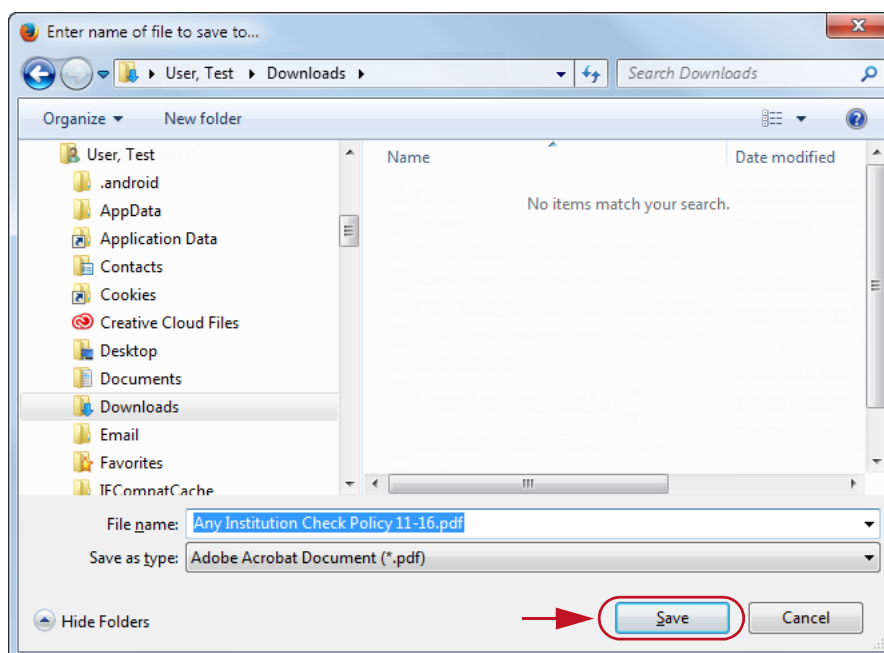 Enter name of file to save to...
User, Test Downloads
Search Downloads
Organize New folder
User, Test
.android
AppData
Application Data
Contacts
Cookies
Creative Cloud Files
Desktop
Documents
Downloads
Email
Favorites
IECompatCache
Name Date modified
No items match your search.
File name: Any Institution Check Policy 11-16.pdf
Save as type: Adobe Acrobat Document (*.pdf)
Hide Folders Save Cancel